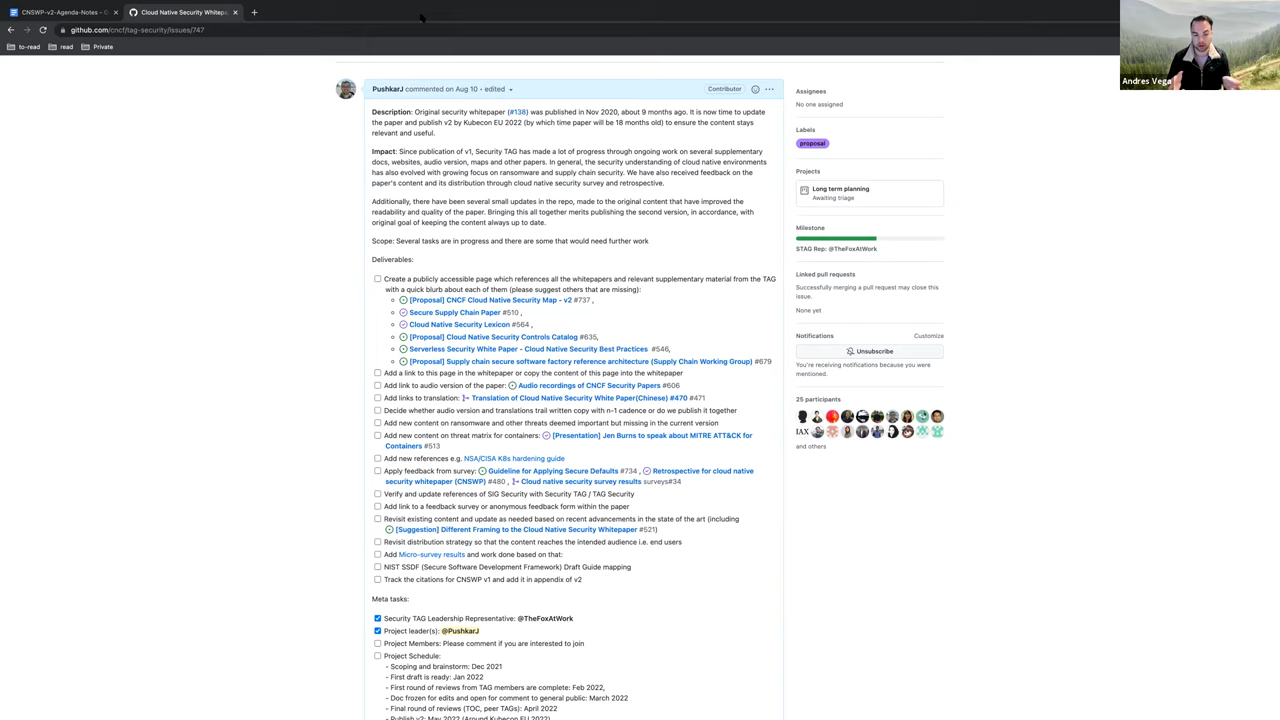 CNSWP-v2-Agenda-Notes -
Cloud Native Security Whitep
github.com/cncf/tag-security/issues/747
to-read
read
Private
Andres Vega
PushkarJ commented on Aug 10 • edited
Contributor
Description: Original security whitepaper (#138) was published in Nov 2020, about 9 months ago. It is now time to update
the paper and publish v2 by Kubecon EU 2022 (by which time paper will be 18 months old) to ensure the content stays
relevant and useful.
Impact: Since publication of v1, Security TAG has made a lot of progress through ongoing work on several supplementary
docs, websites, audio version, maps and other papers. In general, the security understanding of cloud native environments
has also evolved with growing focus on ransomware and supply chain security. We have also received feedback on the
paper's content and its distribution through cloud native security survey and retrospective.
Additionally, there have been several small updates in the repo, made to the original content that have improved the
readability and quality of the paper. Bringing this all together merits publishing the second version, in accordance, with
original goal of keeping the content always up to date.
Scope: Several tasks are in progress and there are some that would need further work
Deliverables:
Create a publicly accessible page which references all the whitepapers and relevant supplementary material from the TAG
with a quick blurb about each of them (please suggest others that are missing):
[Proposal] CNCF Cloud Native Security Map - v2 #737 ,
Secure Supply Chain Paper #510 ,
Cloud Native Security Lexicon #564 ,
[Proposal] Cloud Native Security Controls Catalog #635,
Serverless Security White Paper - Cloud Native Security Best Practices #546,
[Proposal] Supply chain secure software factory reference architecture (Supply Chain Working Group) #679
Add a link to this page in the whitepaper or copy the content of this page into the whitepaper
Add link to audio version of the paper: Audio recordings of CNCF Security Papers #606
Add links to translation: Translation of Cloud Native Security White Paper(Chinese) #470 #471
Decide whether audio version and translations trail written copy with n-1 cadence or do we publish it together
Add new content on ransomware and other threats deemed important but missing in the current version
Add new content on threat matrix for containers: [Presentation] Jen Burns to speak about MITRE ATT&CK for
Containers #513
Add new references e.g. NSA/CISA K8s hardening guide
Apply feedback from survey: Guideline for Applying Secure Defaults #734 , Retrospective for cloud native
security whitepaper (CNSWP) #480 , Cloud native security survey results surveys#34
Verify and update references of SIG Security with Security TAG / TAG Security
Add link to a feedback survey or anonymous feedback form within the paper
Revisit existing content and update as needed based on recent advancements in the state of the art (including
[Suggestion] Different Framing to the Cloud Native Security Whitepaper #521)
Revisit distribution strategy so that the content reaches the intended audience i.e. end users
Add Micro-survey results and work done based on that:
NIST SSDF (Secure Software Development Framework) Draft Guide mapping
Track the citations for CNSWP v1 and add it in appendix of v2
Meta tasks:
Security TAG Leadership Representative: @TheFoxAtWork
Project leader(s): @PushkarJ
Project Members: Please comment if you are interested to join
Project Schedule:
- Scoping and brainstorm: Dec 2021
- First draft is ready: Jan 2022
- First round of reviews from TAG members are complete: Feb 2022,
- Doc frozen for edits and open for comment to general public: March 2022
- Final round of reviews (TOC, peer TAGs): April 2022
- Publish v2: May 2022 (Around Kubecon EU 2022)
Assignees
No one assigned
Labels
proposal
Projects
Long term planning
Awaiting triage
Milestone
STAG Rep: @TheFoxAtWork
Linked pull requests
Successfully merging a pull request may close this
issue.
None yet
Notifications
Customize
Unsubscribe
You're receiving notifications because you were
mentioned.
25 participants
IAX
and others